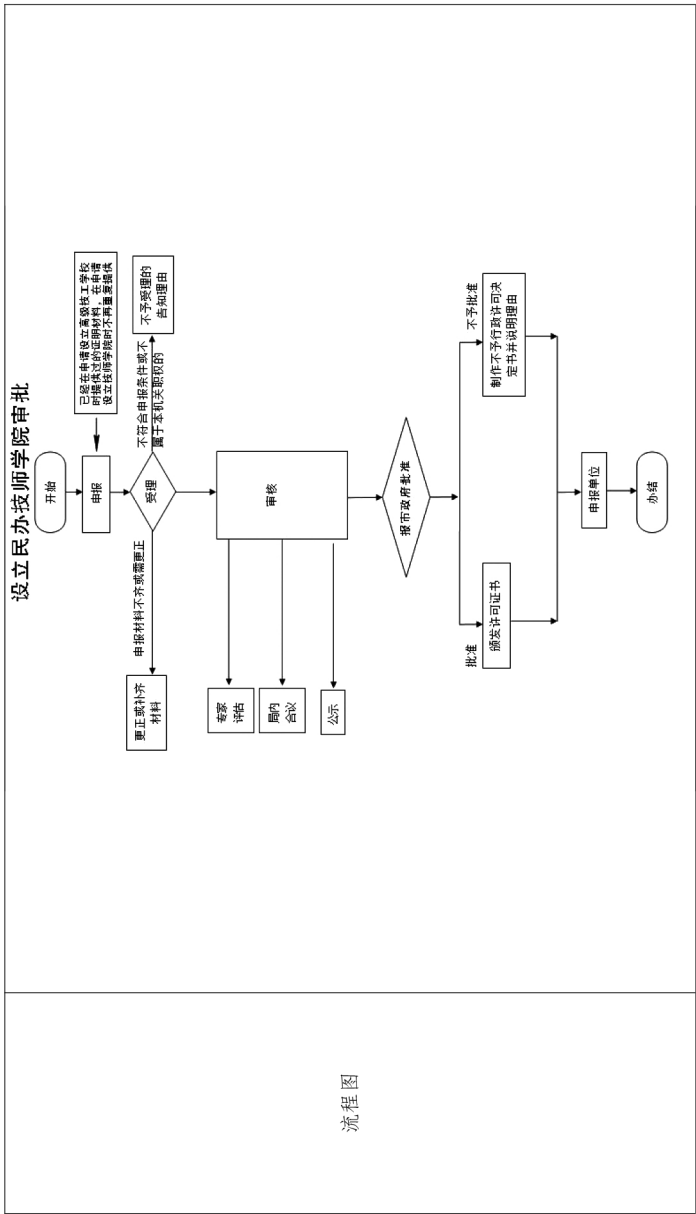 流程图
设立民办技师学院审批
开始
申报
已经在申请设立高级技工学校
时提供过的证明材料，在申请
设立技师学院时不再重复提供
受理
不符合申报条件或不
属于本机关职权的
不予受理的
告知理由
申报材料不齐或需更正
更正或补齐
材料
审核
专家
评估
局内
合议
公示
报市政府批准
批准
不予批准
颁发许可证书
制作不予行政许可决
定书并说明理由
申报单位
办结